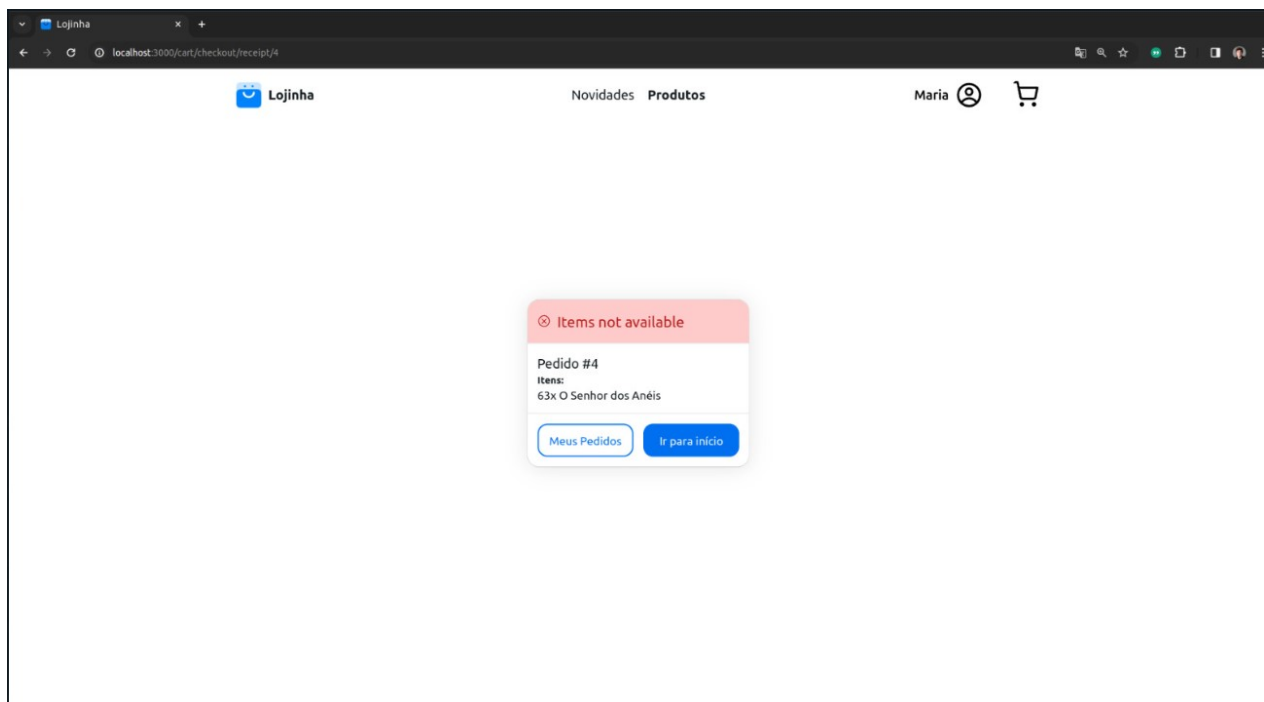 Lojinha
localhost:3000/cart/checkout/receipt/4
Lojinha Novidades Produtos Maria
Items not available
Pedido #4
Itens:
63x O Senhor dos Anéis
Meus Pedidos Ir para início